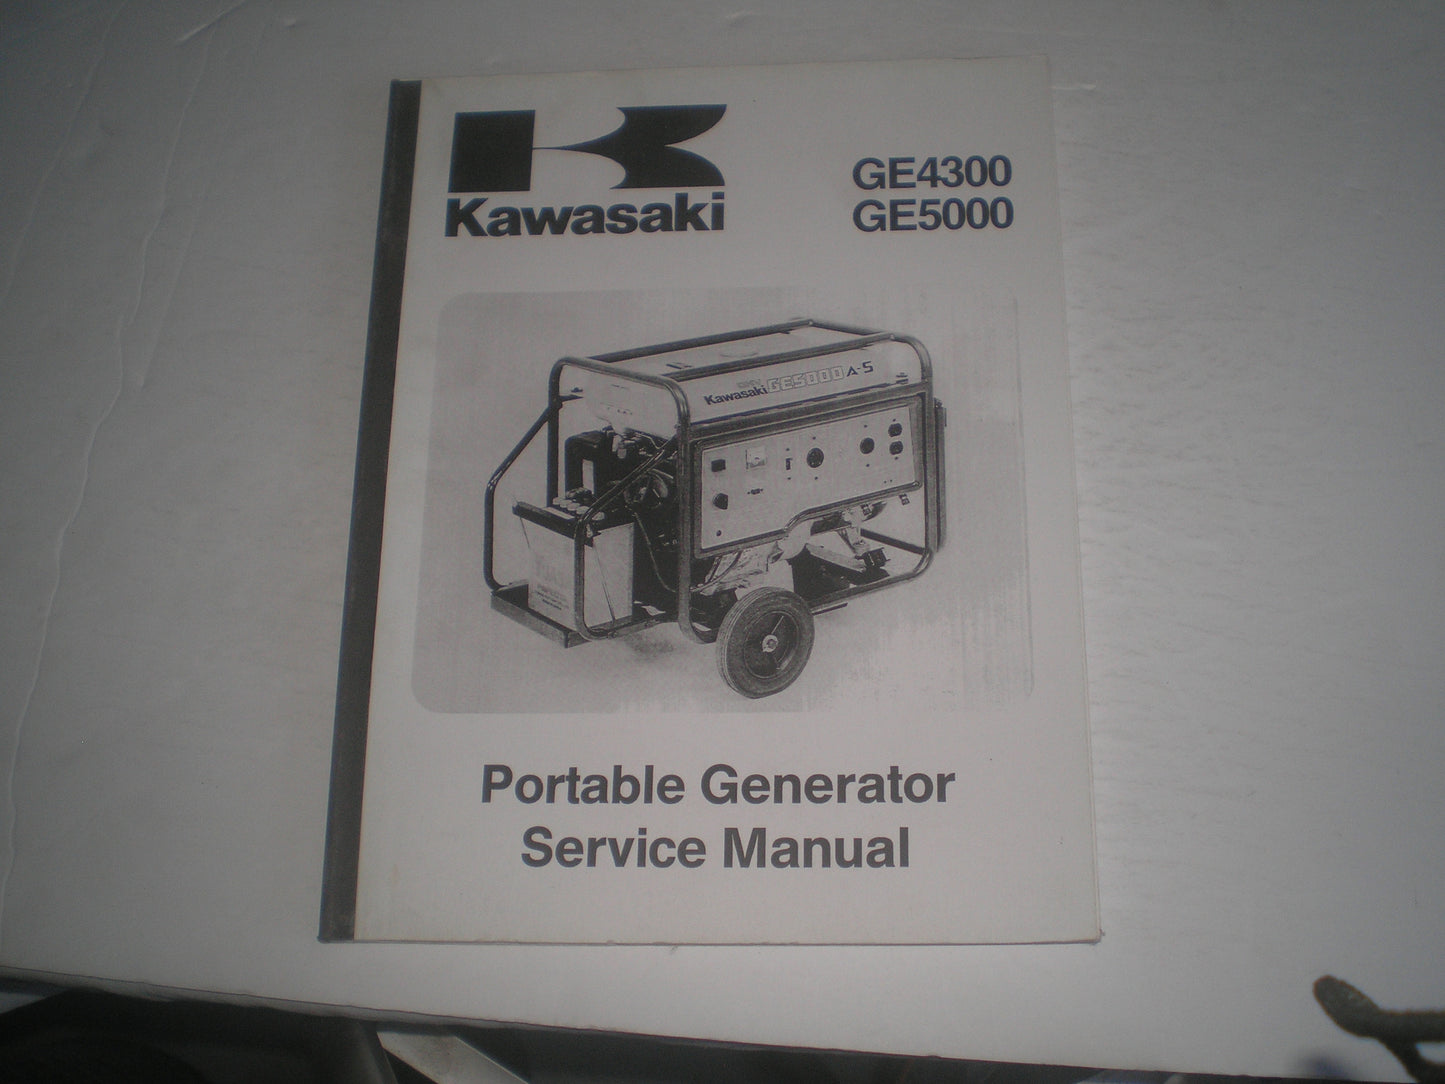 Kawasaki
GE4300
GE5000
Kawasaki GE5000 A-S
Portable Generator
Service Manual